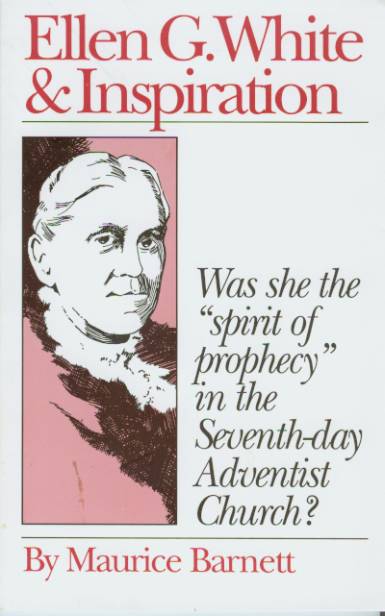 Ellen G. White
& Inspiration
Was she the
“spirit of
prophecy”
in the
Seventh-day
Adventist
Church?
By Maurice Barnett